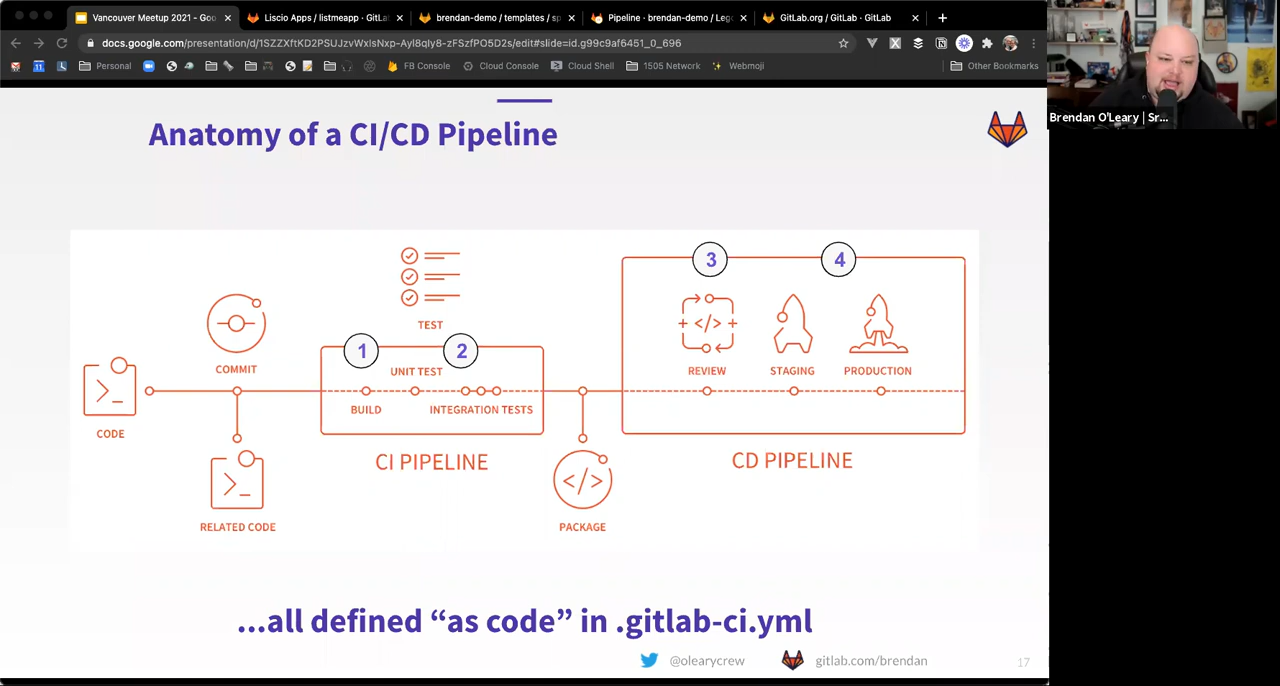 Vancouver Meetup 2021 - Goo
Liscio Apps / listmeapp · GitLa
brendan-demo / templates / sp
Pipeline · brendan-demo / Leg
GitLab.org / GitLab · GitLab
docs.google.com/presentation/d/1SZZXftKD2PSUJzvWxIsNxp-Ayl8qIy8-zFSzfPO5D2s/edit#slide=id.g99c9af6451_0_696
Personal
FB Console
Cloud Console
Cloud Shell
1505 Network
Webmoji
Other Bookmarks
Brendan O'Leary | Sr...
Anatomy of a CI/CD Pipeline
3
4
TEST
1
2
COMMIT
UNIT TEST
REVIEW
STAGING
PRODUCTION
BUILD
INTEGRATION TESTS
CODE
CI PIPELINE
CD PIPELINE
RELATED CODE
PACKAGE
...all defined “as code” in .gitlab-ci.yml
@olearycrew
gitlab.com/brendan
17